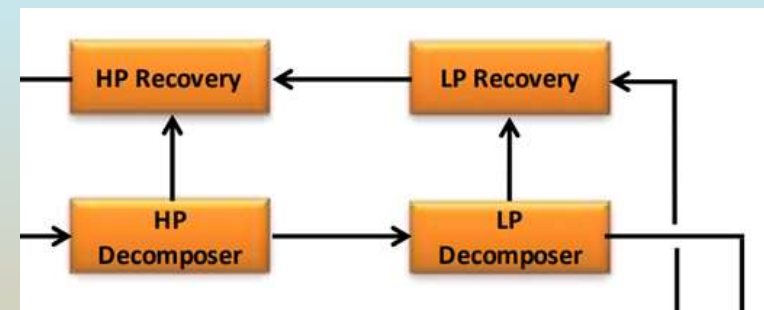 HP Recovery
LP Recovery
HP
Decomposer
LP
Decomposer